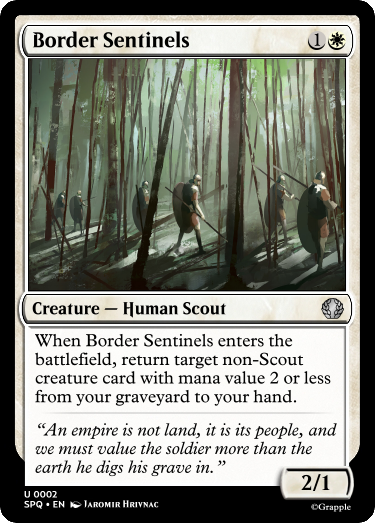 Border Sentinels
1
Creature — Human Scout
When Border Sentinels enters the
battlefield, return target non-Scout
creature card with mana value 2 or less
from your graveyard to your hand.
“An empire is not land, it is its people, and
we must value the soldier more than the
earth he digs his grave in.”
2/1
U 0002
SPQ • EN Jaromir Hrivnac
©Grapple